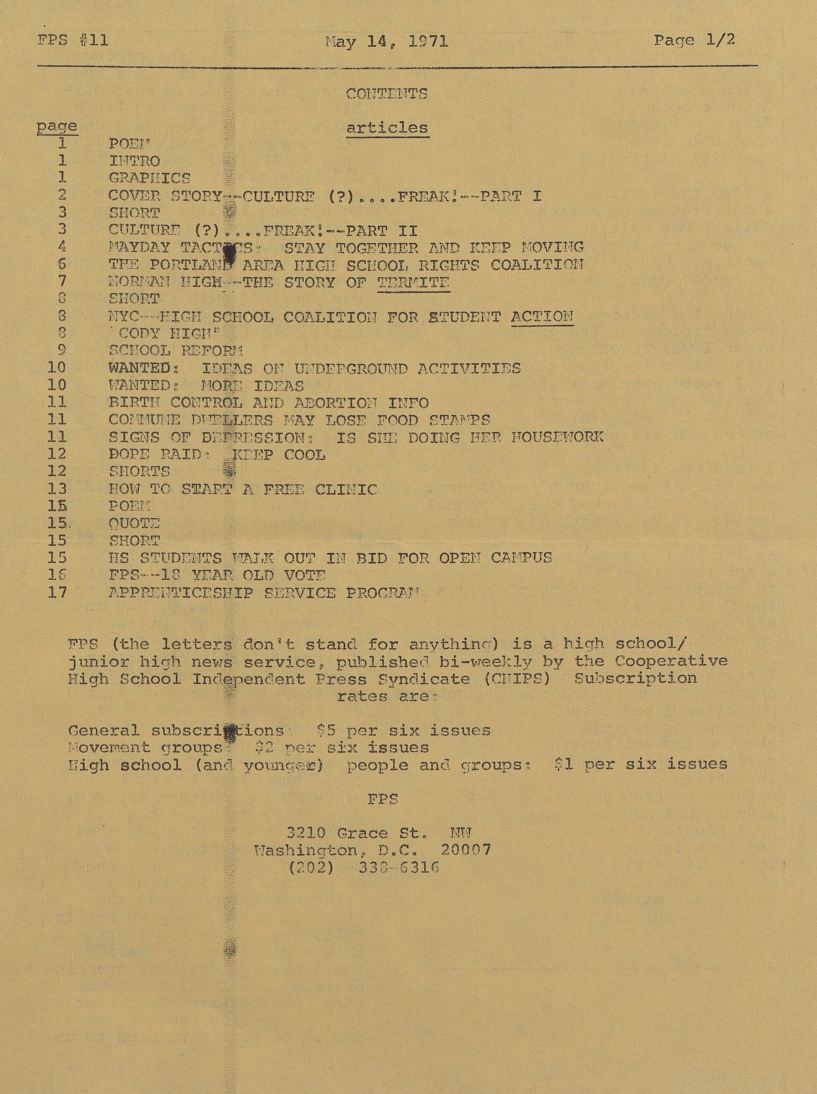 FPS #11 May 14, 1971 Page 1/2
CONTENTS
page articles
1 POEM
1 INTRO
1 GRAPHICS
2 COVER STORY--CULTURE (?)....FREAK!--PART I
3 SHORT
3 CULTURE (?)....FREAK!--PART II
4 MAYDAY TACTICS: STAY TOGETHER AND KEEP MOVING
6 THE PORTLAND AREA HIGH SCHOOL RIGHTS COALITION
7 NORMAN HIGH--THE STORY OF TERMITE
8 SHORT
8 NYC--HIGH SCHOOL COALITION FOR STUDENT ACTION
8 "CODY HIGH"
9 SCHOOL REFORM
10 WANTED: IDEAS ON UNDERGROUND ACTIVITIES
10 WANTED: MORE IDEAS
11 BIRTH CONTROL AND ABORTION INFO
11 COMMUNE DWELLERS MAY LOSE FOOD STAMPS
11 SIGNS OF DEPRESSION: IS SHE DOING HER HOUSEWORK
12 DOPE RAID: KEEP COOL
12 SHORTS
13 HOW TO START A FREE CLINIC
15 POEM
15 QUOTE
15 SHORT
15 HS STUDENTS WALK OUT IN BID FOR OPEN CAMPUS
16 FPS--18 YEAR OLD VOTE
17 APPRENTICESHIP SERVICE PROGRAM
FPS (the letters don't stand for anything) is a high school/
junior high news service, published bi-weekly by the Cooperative
High School Independent Press Syndicate (CHIPS) Subscription
rates are:
General subscriptions: $5 per six issues
Movement groups: $2 per six issues
High school (and younger) people and groups: $1 per six issues
FPS
3210 Grace St. NW
Washington, D.C. 20007
(202) 338-6316